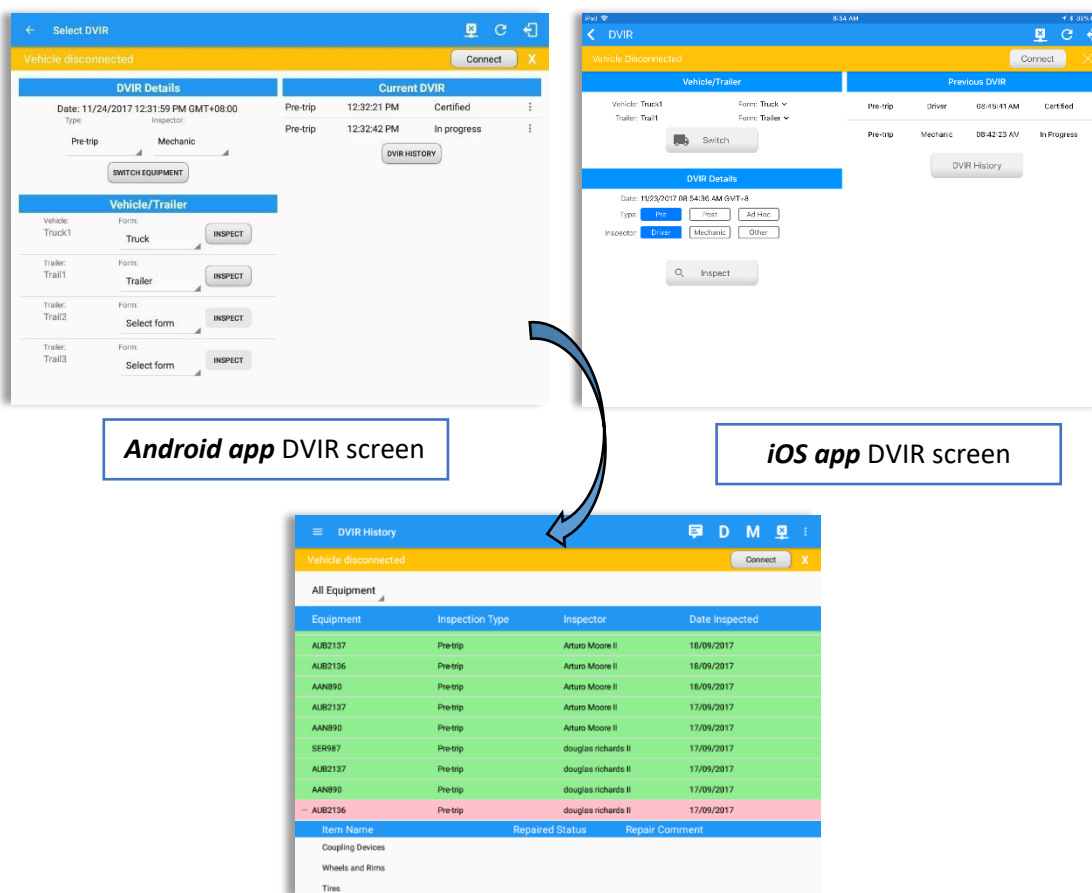 Select DVIR
Vehicle disconnected
Connect X
DVIR Details
Date: 11/24/2017 12:31:59 PM GMT+08:00
Type: Inspector:
Pre-trip Mechanic
SWITCH EQUIPMENT
Vehicle/Trailer
Vehicle: Form:
Truck1 Truck INSPECT
Trailer: Form:
Trail1 Trailer INSPECT
Trailer: Form:
Trail2 Select form INSPECT
Trailer: Form:
Trail3 Select form INSPECT
Current DVIR
Pre-trip 12:32:21 PM Certified
Pre-trip 12:32:42 PM In progress
DVIR HISTORY
Android app DVIR screen
iPad 8:54 AM
DVIR
Vehicle Disconnected
Connect X
Vehicle/Trailer
Vehicle: Truck1 Form: Truck
Trailer: Trail1 Form: Trailer
Switch
DVIR Details
Date: 11/23/2017 08:54:36 AM GMT+8
Type: Pre Post Ad Hoc
Inspector: Driver Mechanic Other
Inspect
Previous DVIR
Pre-trip Driver 08:45:41 AM Certified
Pre-trip Mechanic 08:42:23 AM In Progress
DVIR History
iOS app DVIR screen
DVIR History D M
Vehicle disconnected
Connect X
All Equipment
Equipment Inspection Type Inspector Date Inspected
AUB2137 Pre-trip Arturo Moore II 18/09/2017
AUB2136 Pre-trip Arturo Moore II 18/09/2017
AAN890 Pre-trip Arturo Moore II 18/09/2017
AUB2137 Pre-trip Arturo Moore II 17/09/2017
AAN890 Pre-trip Arturo Moore II 17/09/2017
SER987 Pre-trip douglas richards II 17/09/2017
AUB2137 Pre-trip douglas richards II 17/09/2017
AAN890 Pre-trip douglas richards II 17/09/2017
– AUB2136 Pre-trip douglas richards II 17/09/2017
Item Name Repaired Status Repair Comment
Coupling Devices
Wheels and Rims
Tires